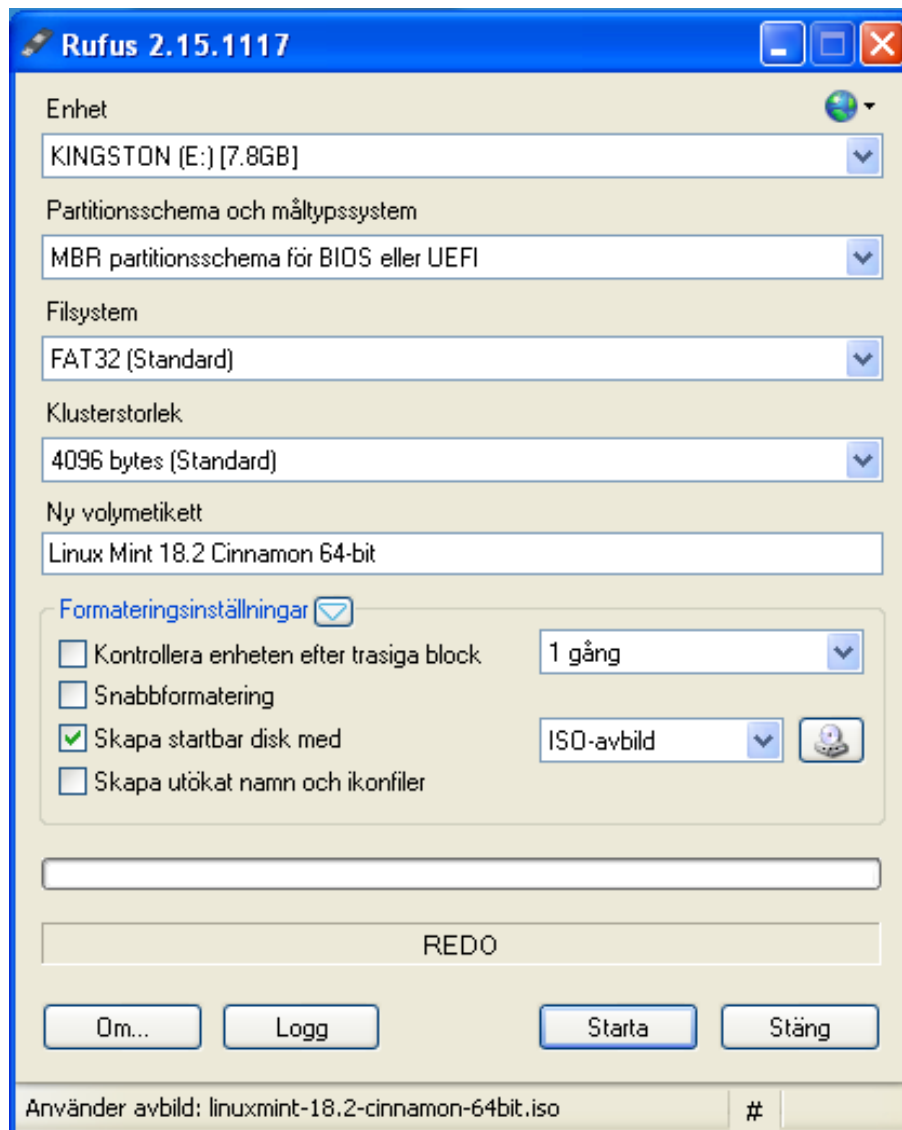 Rufus 2.15.1117
Enhet
KINGSTON (E:) [7.8GB]
Partitionsschema och måltypssystem
MBR partitionsschema för BIOS eller UEFI
Filsystem
FAT32 (Standard)
Klusterstorlek
4096 bytes (Standard)
Ny volymetikett
Linux Mint 18.2 Cinnamon 64-bit
Formateringsinställningar
Kontrollera enheten efter trasiga block 1 gång
Snabbformatering
Skapa startbar disk med ISO-avbild
Skapa utökat namn och ikonfiler
REDO
Om... Logg Starta Stäng
Använder avbild: linuxmint-18.2-cinnamon-64bit.iso #